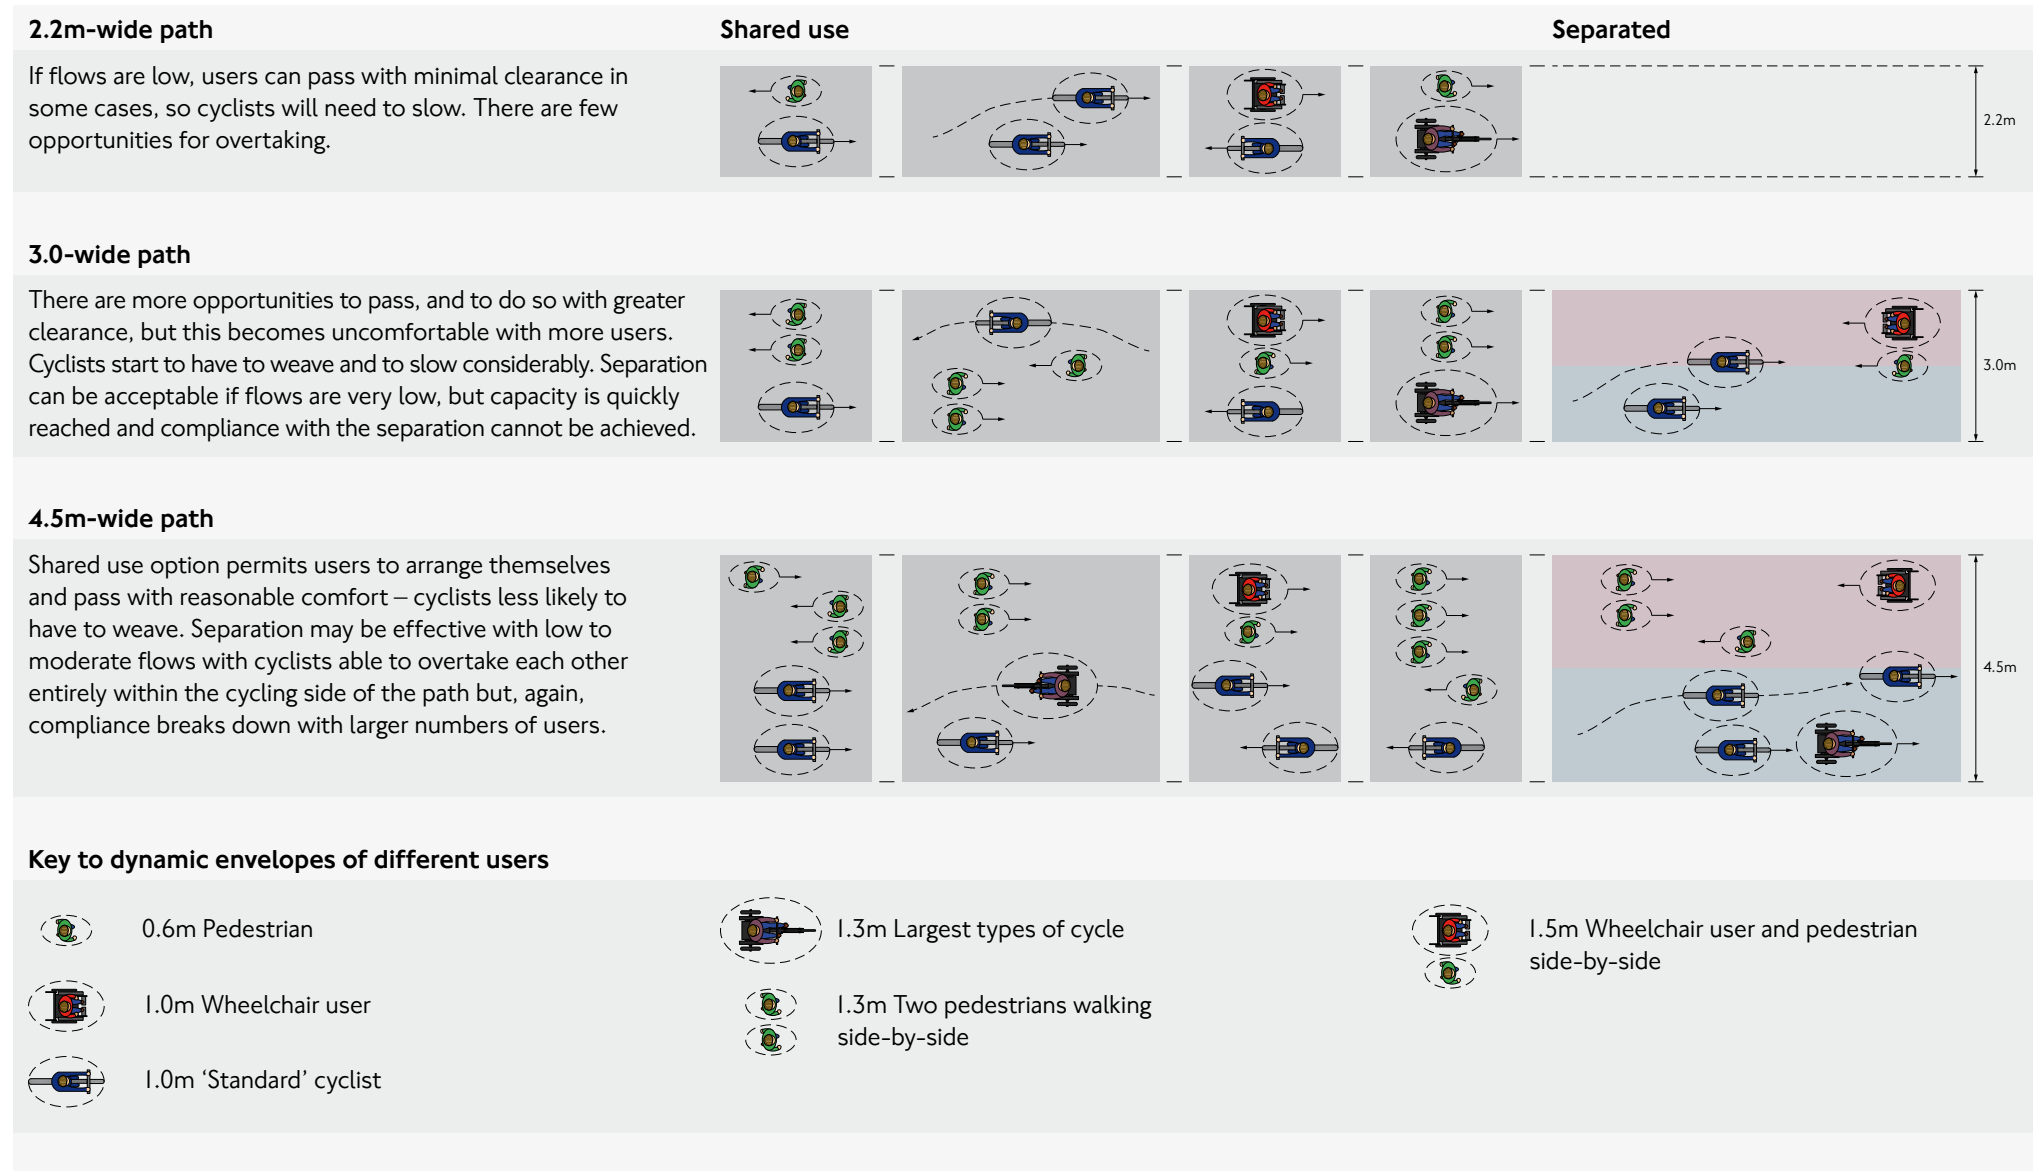 2.2m-wide path
Shared use
Separated
If flows are low, users can pass with minimal clearance in
some cases, so cyclists will need to slow. There are few
opportunities for overtaking.
2.2m
3.0-wide path
There are more opportunities to pass, and to do so with greater
clearance, but this becomes uncomfortable with more users.
Cyclists start to have to weave and to slow considerably. Separation
can be acceptable if flows are very low, but capacity is quickly
reached and compliance with the separation cannot be achieved.
3.0m
4.5m-wide path
Shared use option permits users to arrange themselves
and pass with reasonable comfort – cyclists less likely to
have to weave. Separation may be effective with low to
moderate flows with cyclists able to overtake each other
entirely within the cycling side of the path but, again,
compliance breaks down with larger numbers of users.
4.5m
Key to dynamic envelopes of different users
0.6m Pedestrian
1.0m Wheelchair user
1.0m ‘Standard’ cyclist
1.3m Largest types of cycle
1.3m Two pedestrians walking
side-by-side
1.5m Wheelchair user and pedestrian
side-by-side